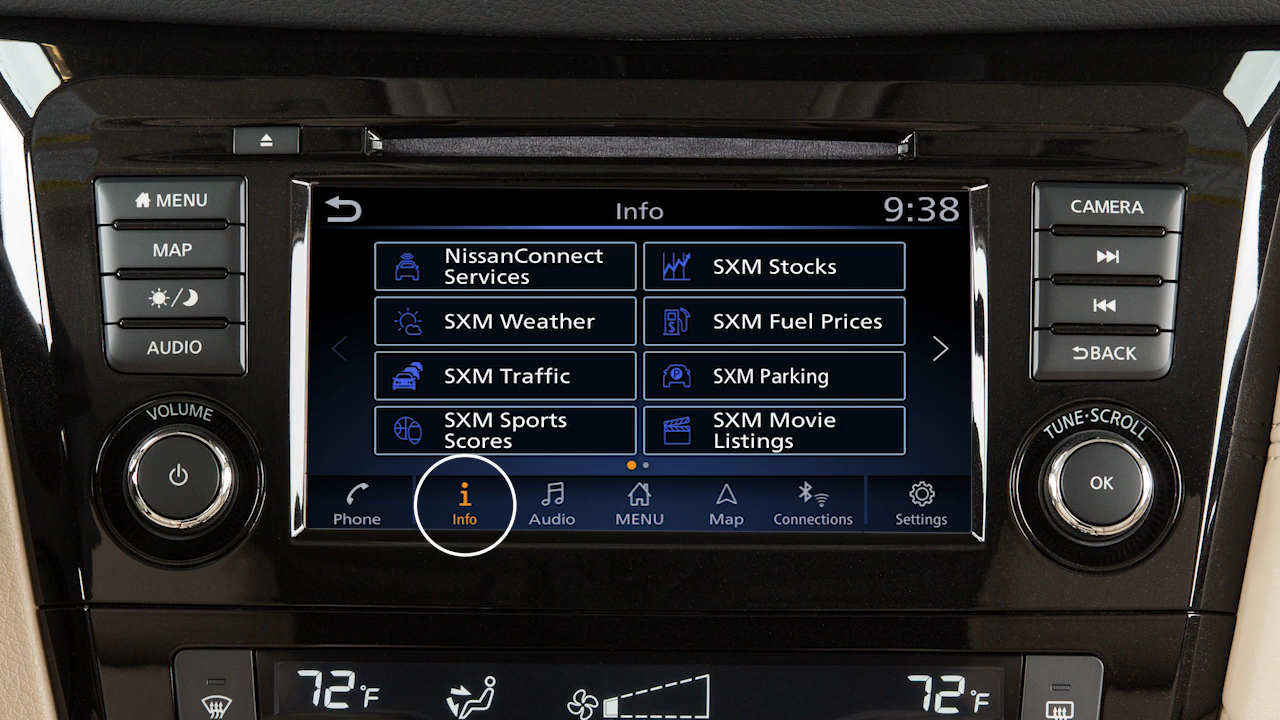 MENU
MAP
AUDIO
VOLUME
Info
9:38
NissanConnect
Services
SXM Stocks
SXM Weather
SXM Fuel Prices
SXM Traffic
SXM Parking
SXM Sports
Scores
SXM Movie
Listings
Phone
Info
Audio
MENU
Map
Connections
Settings
CAMERA
BACK
TUNE·SCROLL
OK
72°F
72°F